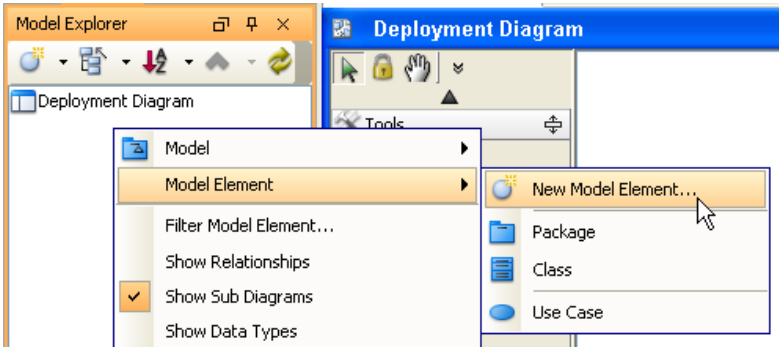 Model Explorer
Deployment Diagram
Deployment Diagram
Tools
Model
Model Element
Filter Model Element...
Show Relationships
Show Sub Diagrams
Show Data Types
New Model Element...
Package
Class
Use Case